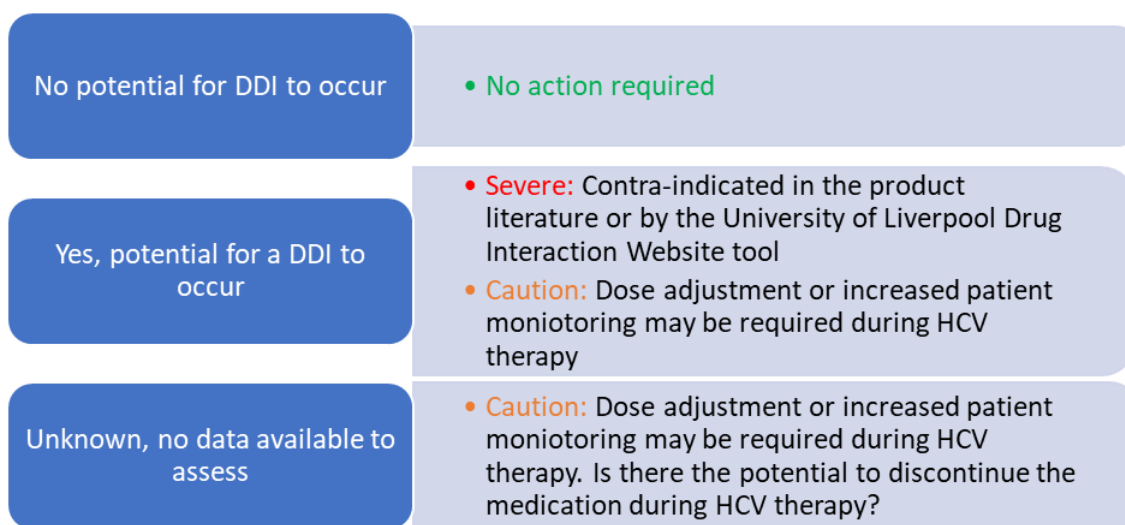 No potential for DDI to occur
• No action required
Yes, potential for a DDI to
occur
• Severe: Contra-indicated in the product
literature or by the University of Liverpool Drug
Interaction Website tool
• Caution: Dose adjustment or increased patient
moniotoring may be required during HCV
therapy
Unknown, no data available to
assess
• Caution: Dose adjustment or increased patient
moniotoring may be required during HCV
therapy. Is there the potential to discontinue the
medication during HCV therapy?